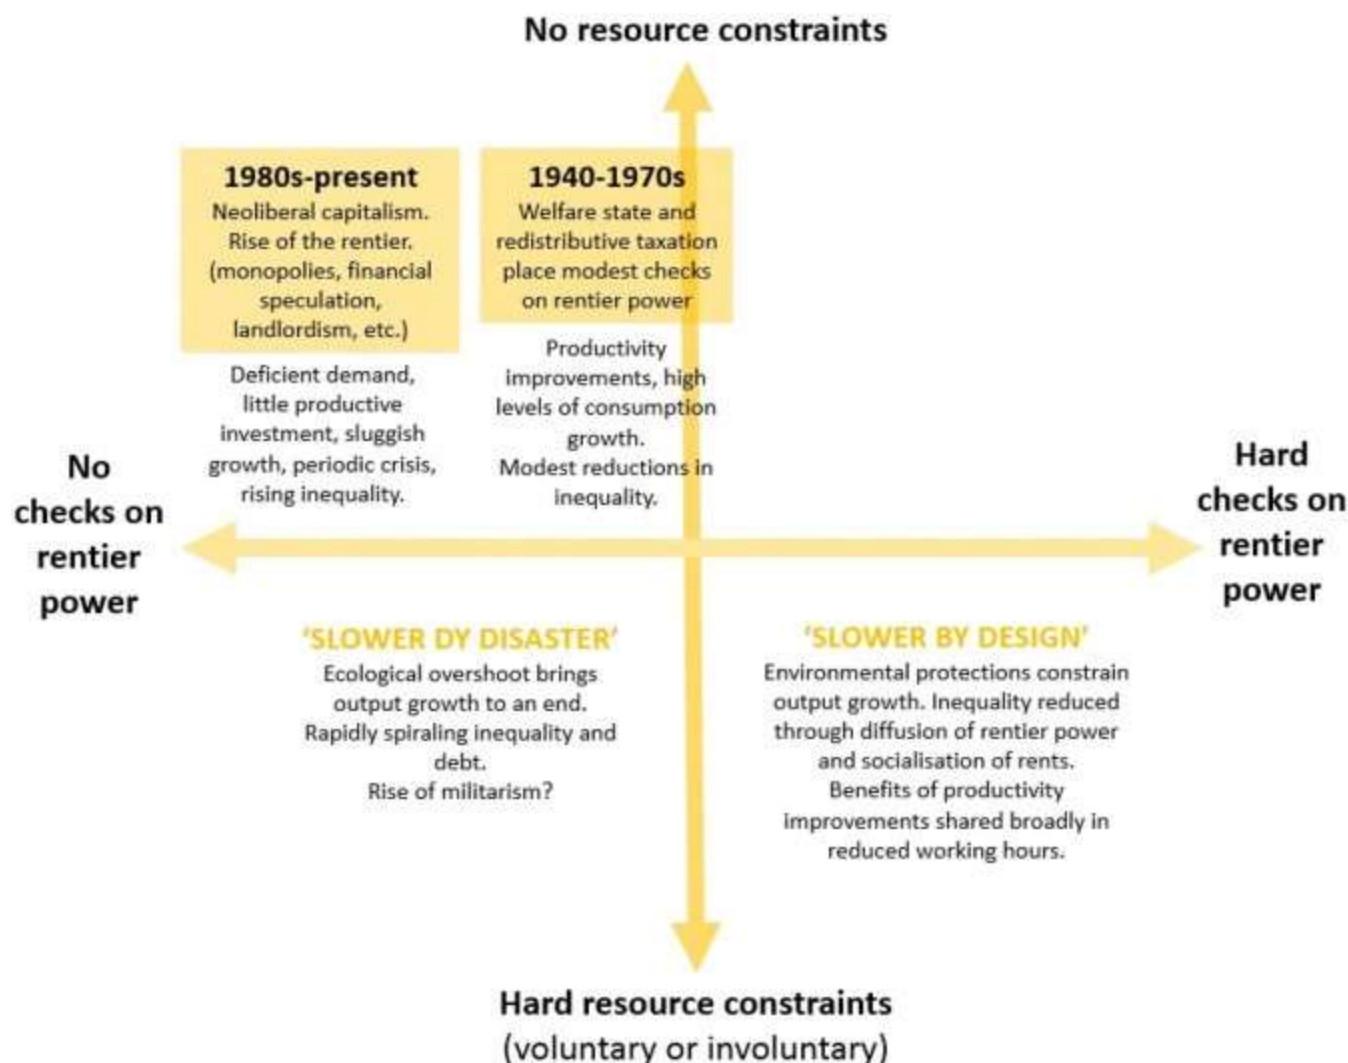 No resource constraints
1980s-present
Neoliberal capitalism.
Rise of the rentier.
(monopolies, financial
speculation,
landlordism, etc.)
Deficient demand,
little productive
investment, sluggish
growth, periodic crisis,
rising inequality.
1940-1970s
Welfare state and
redistributive taxation
place modest checks
on rentier power
Productivity
improvements, high
levels of consumption
growth.
Modest reductions in
inequality.
No
checks on
rentier
power
Hard
checks on
rentier
power
‘SLOWER DY DISASTER’
Ecological overshoot brings
output growth to an end.
Rapidly spiraling inequality and
debt.
Rise of militarism?
‘SLOWER BY DESIGN’
Environmental protections constrain
output growth. Inequality reduced
through diffusion of rentier power
and socialisation of rents.
Benefits of productivity
improvements shared broadly in
reduced working hours.
Hard resource constraints
(voluntary or involuntary)